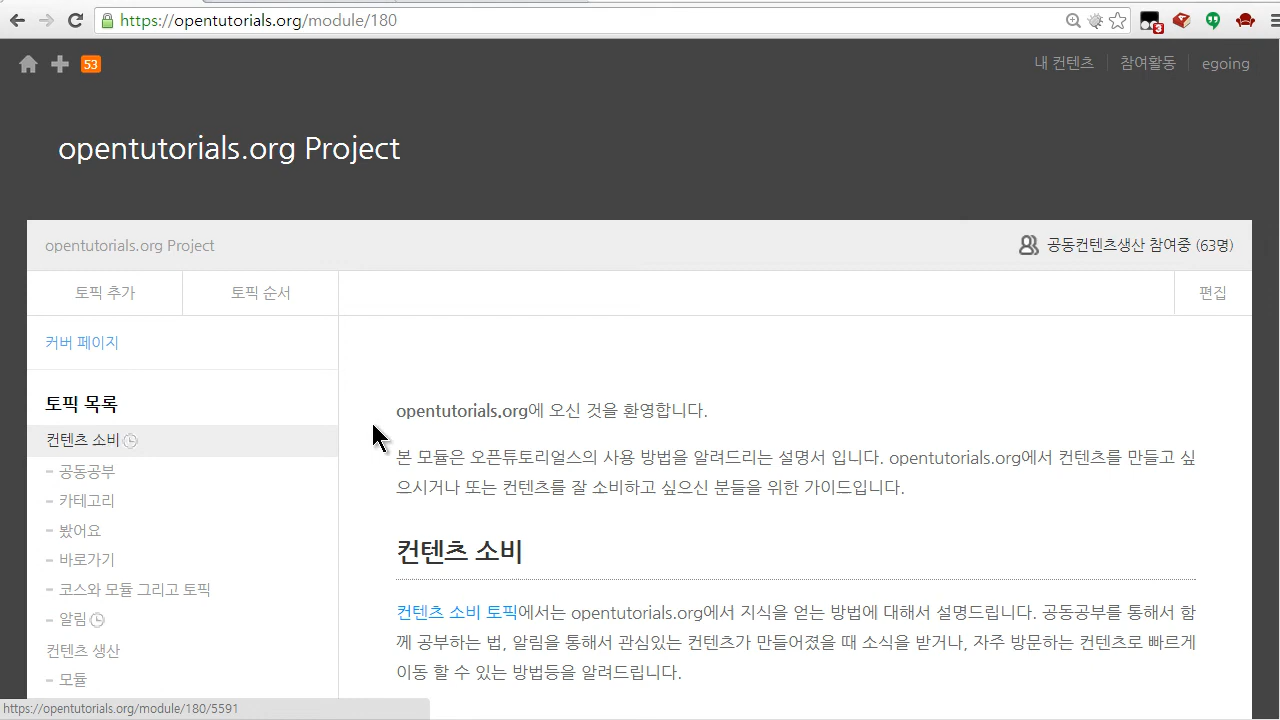 https://opentutorials.org/module/180
3
53
내 컨텐츠
참여활동
egoing
opentutorials.org Project
opentutorials.org Project
공동컨텐츠생산 참여중 (63명)
토픽 추가
토픽 순서
편집
커버 페이지
토픽 목록
컨텐츠 소비
- 공동공부
- 카테고리
- 봤어요
- 바로가기
- 코스와 모듈 그리고 토픽
- 알림
컨텐츠 생산
- 모듈
opentutorials.org에 오신 것을 환영합니다.
본 모듈은 오픈튜토리얼스의 사용 방법을 알려드리는 설명서 입니다. opentutorials.org에서 컨텐츠를 만들고 싶
으시거나 또는 컨텐츠를 잘 소비하고 싶으신 분들을 위한 가이드입니다.
컨텐츠 소비
컨텐츠 소비 토픽에서는 opentutorials.org에서 지식을 얻는 방법에 대해서 설명드립니다. 공동공부를 통해서 함
께 공부하는 법, 알림을 통해서 관심있는 컨텐츠가 만들어졌을 때 소식을 받거나, 자주 방문하는 컨텐츠로 빠르게
이동 할 수 있는 방법등을 알려드립니다.
https://opentutorials.org/module/180/5591